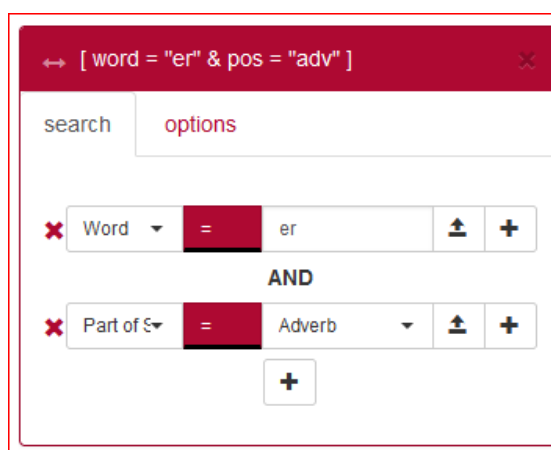 [ word = "er" & pos = "adv" ]
search options
Word = er
AND
Part of S = Adverb